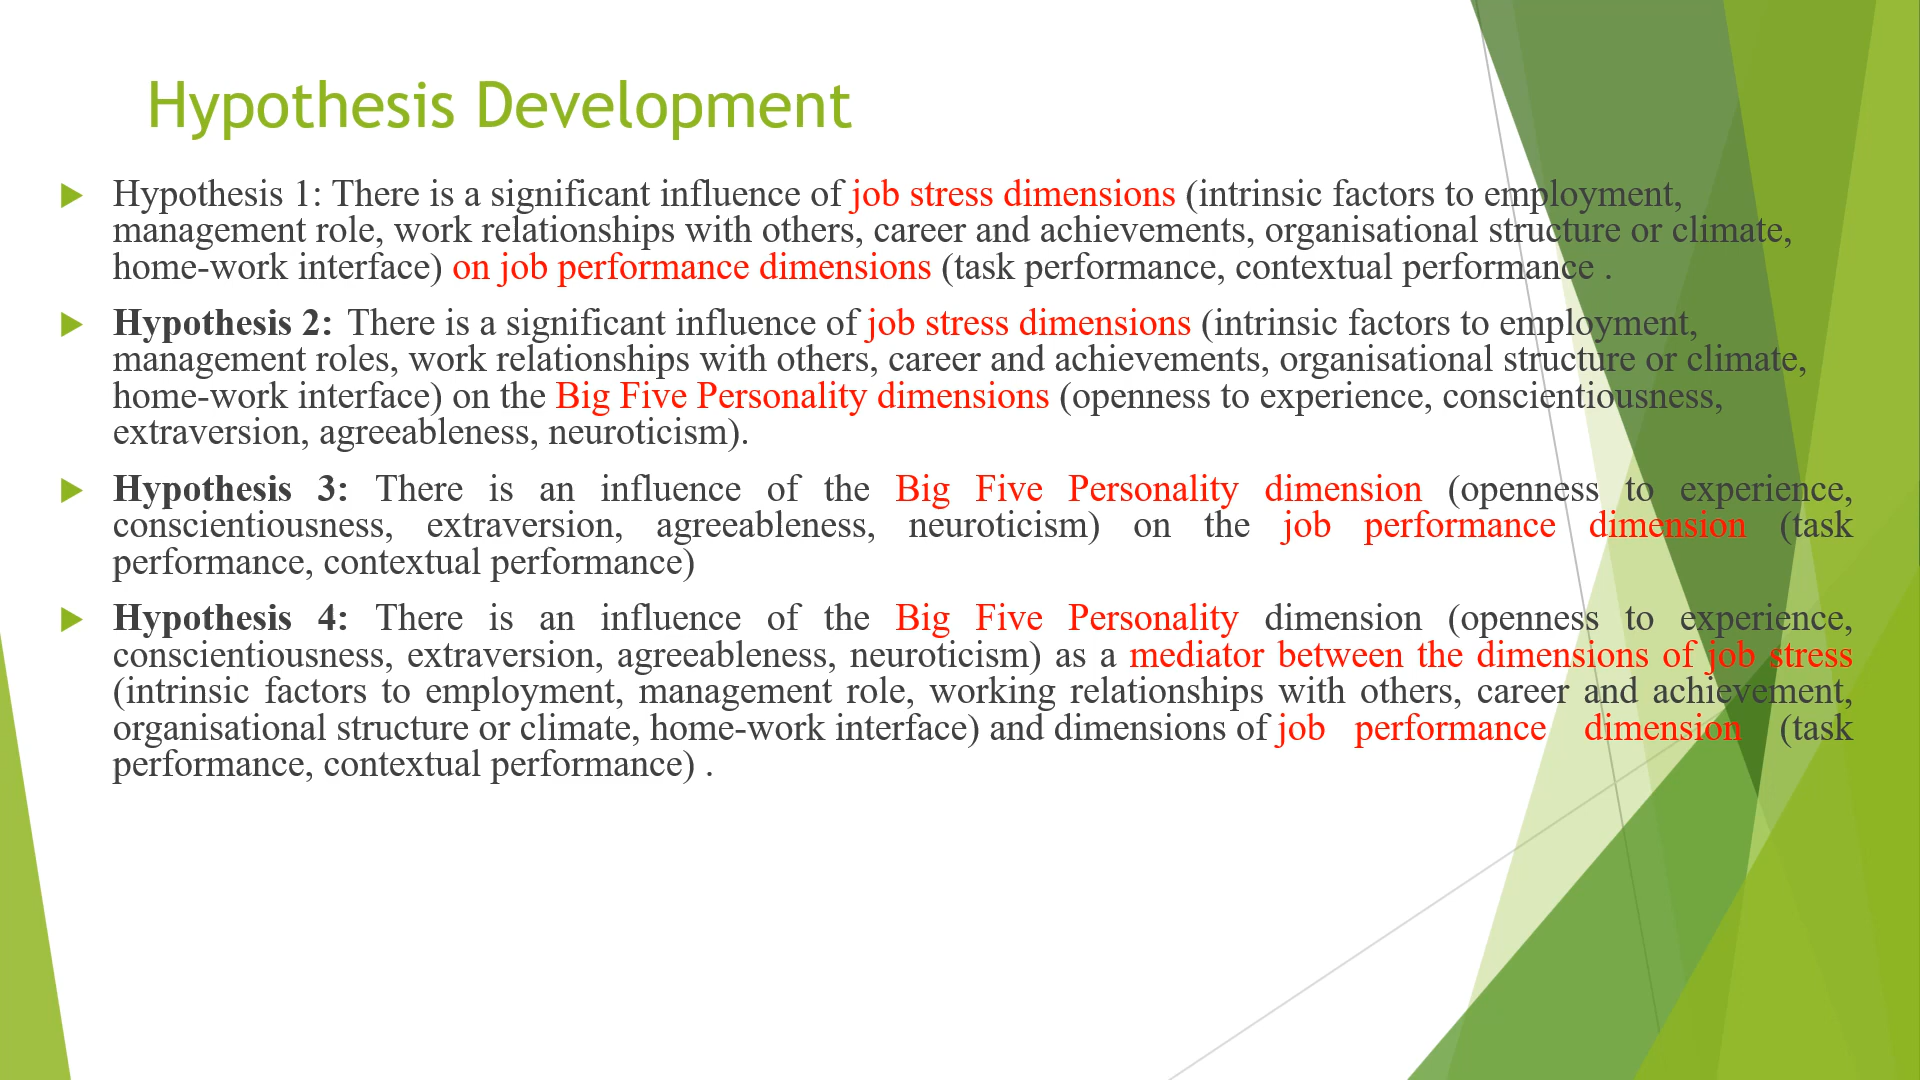 Hypothesis Development
Hypothesis 1: There is a significant influence of job stress dimensions (intrinsic factors to employment,
management role, work relationships with others, career and achievements, organisational structure or climate,
home-work interface) on job performance dimensions (task performance, contextual performance .
Hypothesis 2: There is a significant influence of job stress dimensions (intrinsic factors to employment,
management roles, work relationships with others, career and achievements, organisational structure or climate,
home-work interface) on the Big Five Personality dimensions (openness to experience, conscientiousness,
extraversion, agreeableness, neuroticism).
Hypothesis 3: There is an influence of the Big Five Personality dimension (openness to experience,
conscientiousness, extraversion, agreeableness, neuroticism) on the job performance dimension (task
performance, contextual performance)
Hypothesis 4: There is an influence of the Big Five Personality dimension (openness to experience,
conscientiousness, extraversion, agreeableness, neuroticism) as a mediator between the dimensions of job stress
(intrinsic factors to employment, management role, working relationships with others, career and achievement,
organisational structure or climate, home-work interface) and dimensions of job performance dimension (task
performance, contextual performance) .